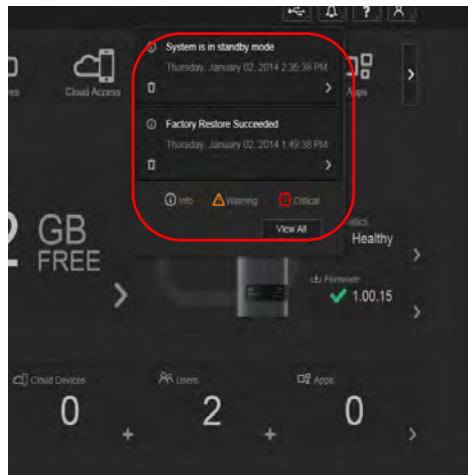 System is in standby mode
Thursday, January 02, 2014 2:36:38 PM
Cloud Access
Apps
Factory Restore Succeeded
Thursday, January 02, 2014 1:49:38 PM
Info
Warning
Critical
View All
GB
FREE
Healthy
Firmware
1.00.15
Cloud Devices
Users
Apps
0
+
2
+
0